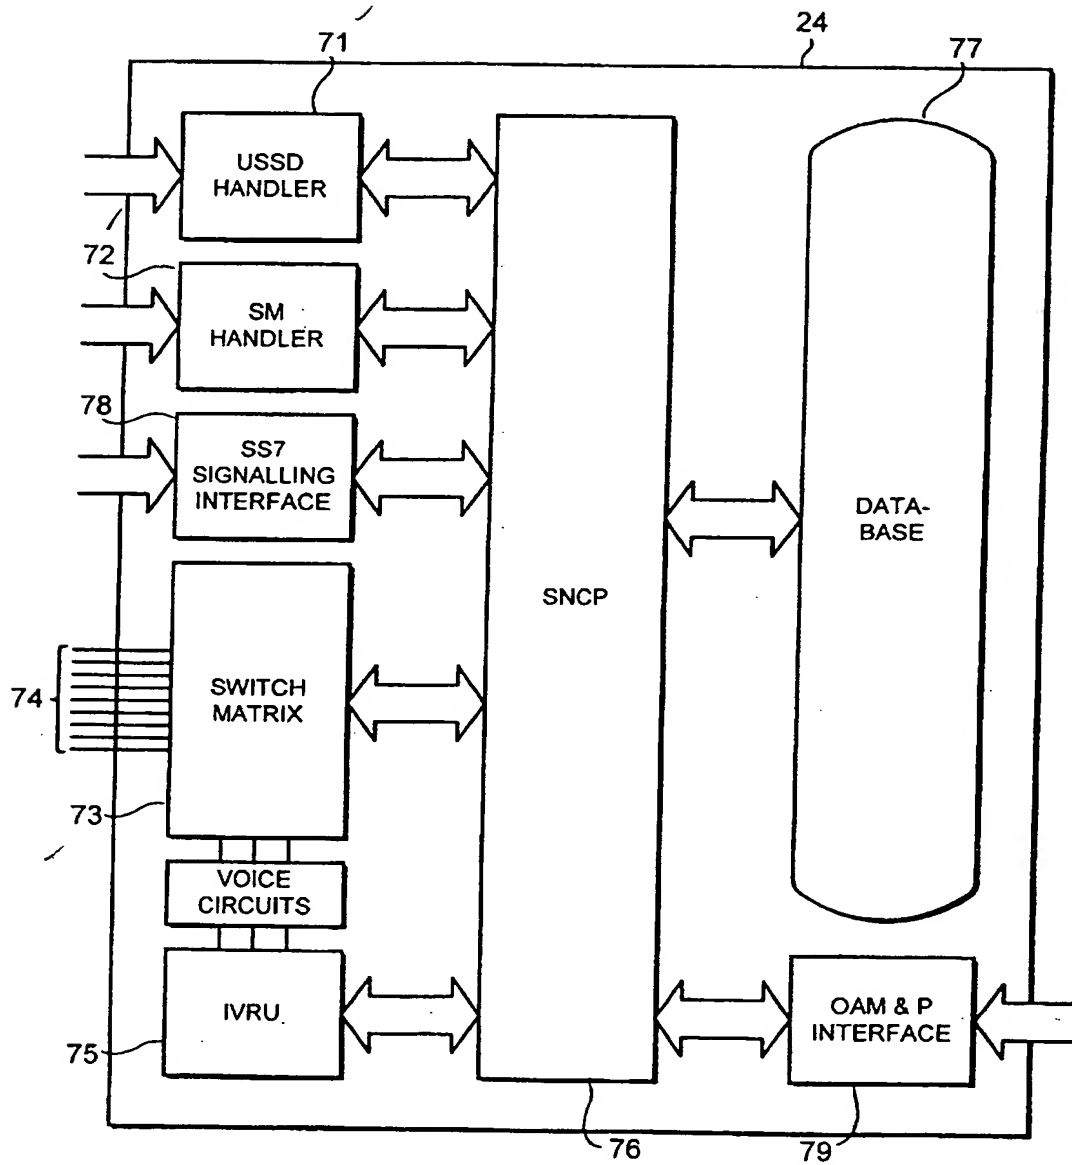 71
24
77
USSD
HANDLER
72
SM
HANDLER
78
SS7
SIGNALLING
INTERFACE
DATA-
BASE
SNCP
74
SWITCH
MATRIX
73
VOICE
CIRCUITS
IVRU
75
OAM & P
INTERFACE
76
79